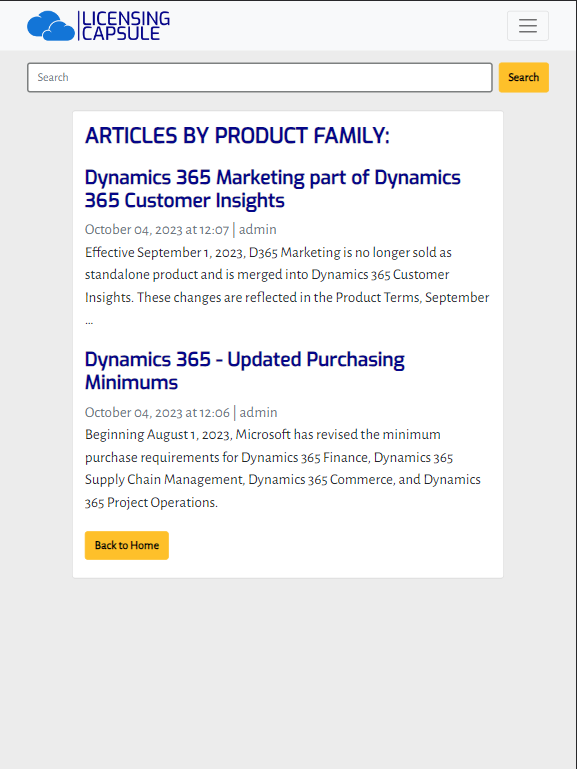 LICENSING
CAPSULE
Search
Search
ARTICLES BY PRODUCT FAMILY:
Dynamics 365 Marketing part of Dynamics
365 Customer Insights
October 04, 2023 at 12:07 | admin
Effective September 1, 2023, D365 Marketing is no longer sold as
standalone product and is merged into Dynamics 365 Customer
Insights. These changes are reflected in the Product Terms, September
...
Dynamics 365 - Updated Purchasing
Minimums
October 04, 2023 at 12:06 | admin
Beginning August 1, 2023, Microsoft has revised the minimum
purchase requirements for Dynamics 365 Finance, Dynamics 365
Supply Chain Management, Dynamics 365 Commerce, and Dynamics
365 Project Operations.
Back to Home